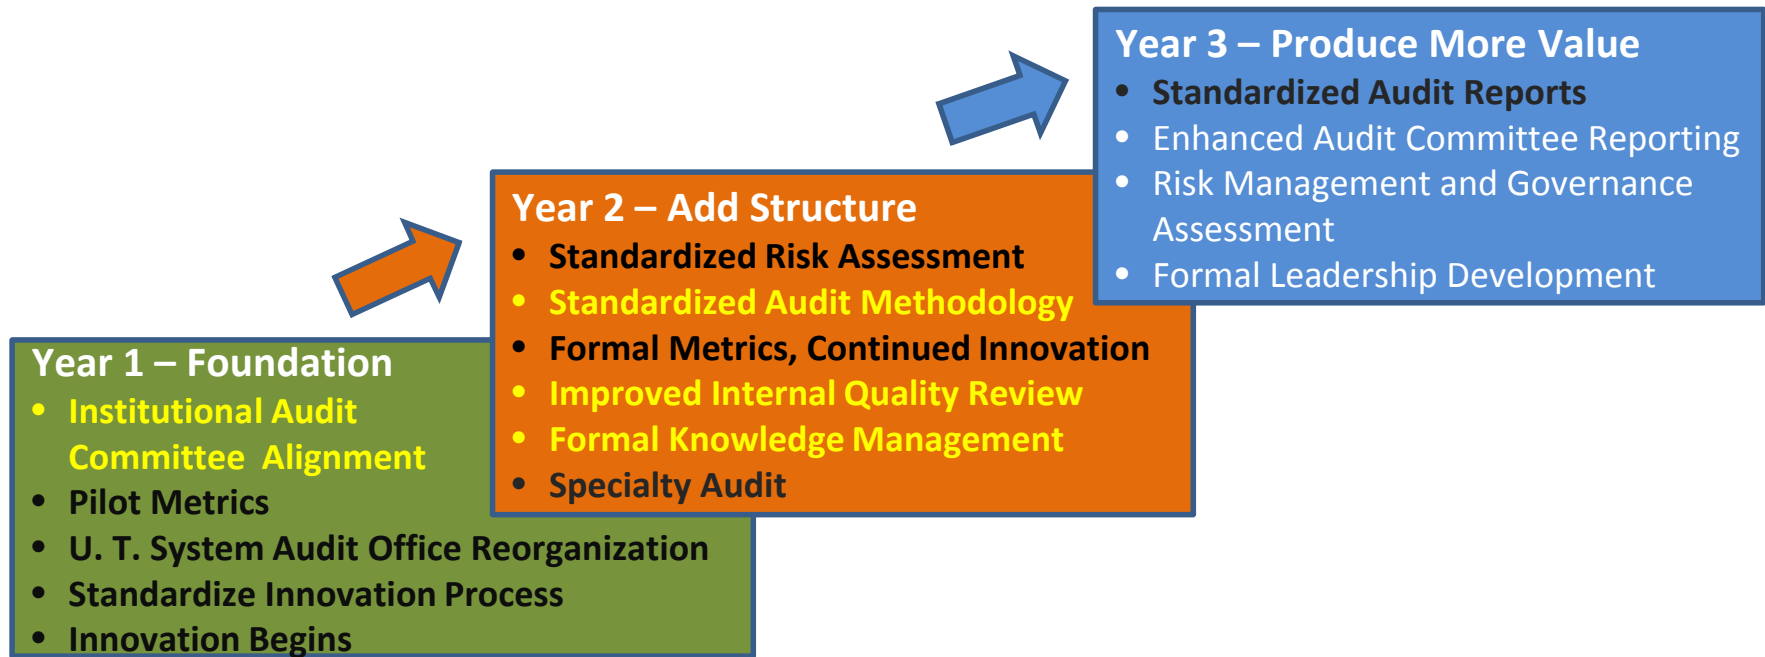 Year 1 – Foundation
• Institutional Audit
Committee Alignment
• Pilot Metrics
• U. T. System Audit Office Reorganization
• Standardize Innovation Process
• Innovation Begins
Year 2 – Add Structure
• Standardized Risk Assessment
• Standardized Audit Methodology
• Formal Metrics, Continued Innovation
• Improved Internal Quality Review
• Formal Knowledge Management
• Specialty Audit
Year 3 – Produce More Value
• Standardized Audit Reports
• Enhanced Audit Committee Reporting
• Risk Management and Governance
Assessment
• Formal Leadership Development